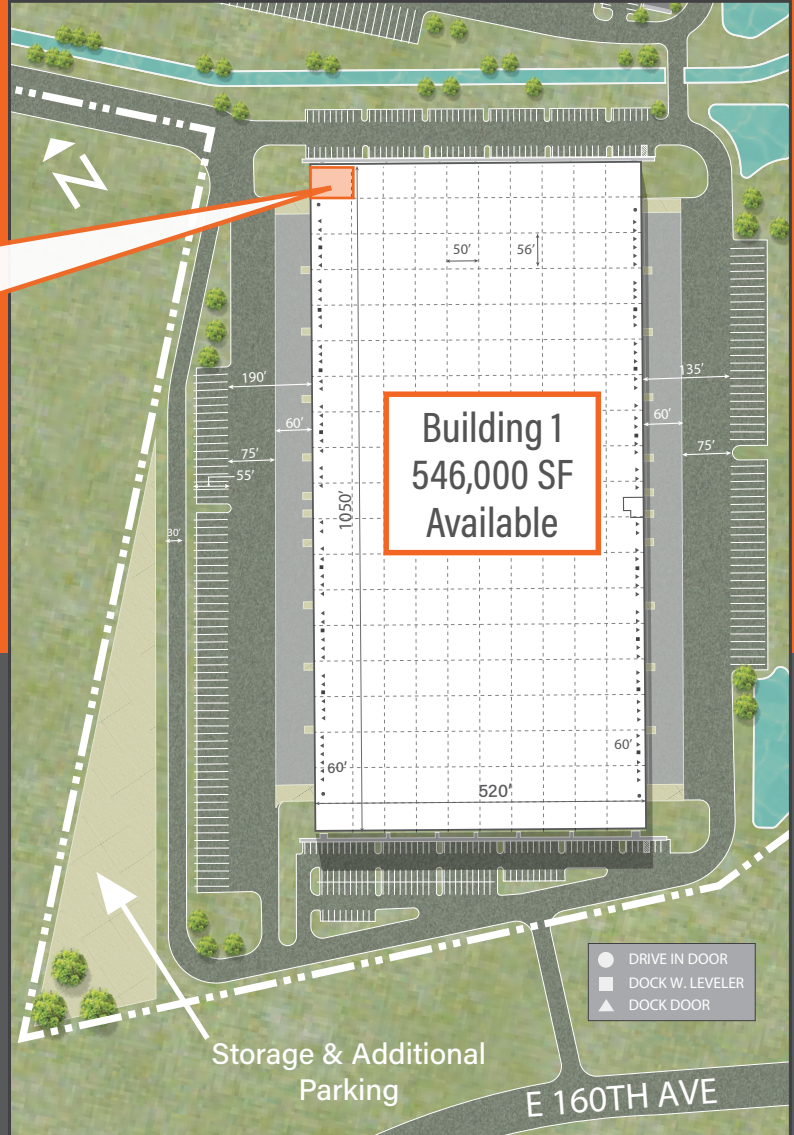 N
50'
56'
190'
135'
60'
60'
Building 1
546,000 SF
Available
75'
75'
55'
1050'
30'
60'
60'
520'
DRIVE IN DOOR
DOCK W. LEVELER
DOCK DOOR
Storage & Additional
Parking
E 160TH AVE